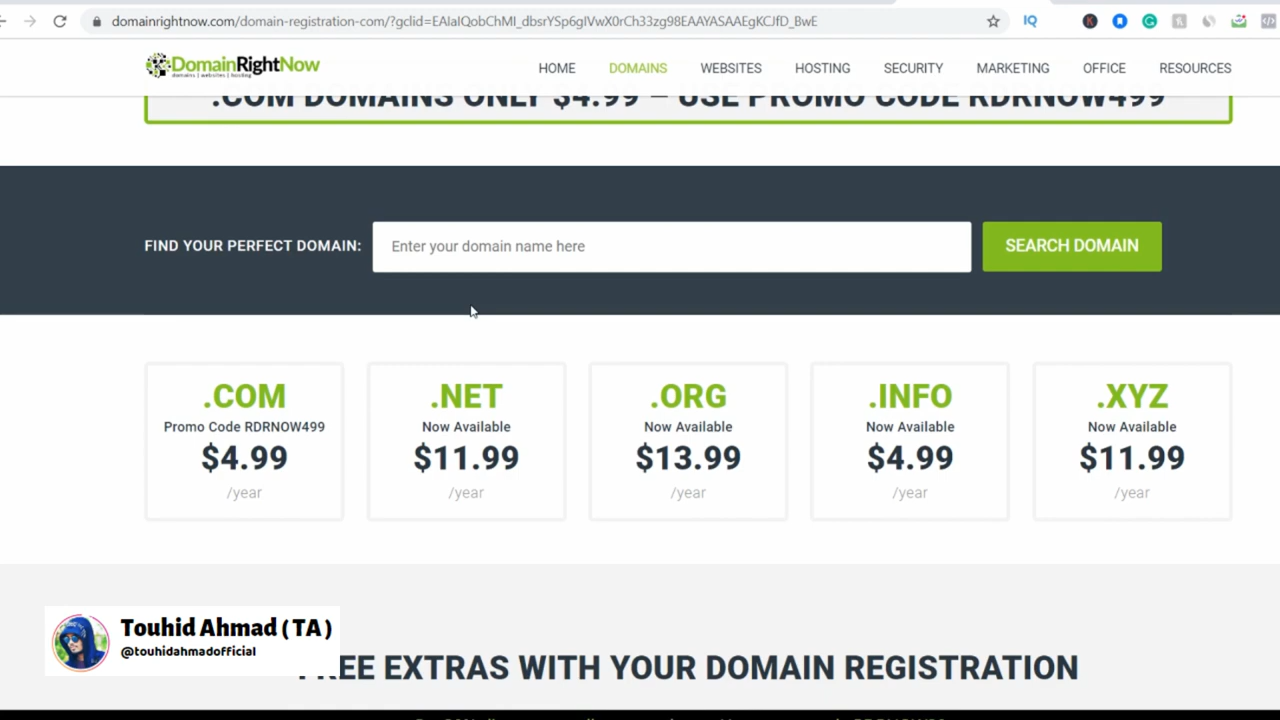 domainrightnow.com/domain-registration-com/?gclid=EAIaIQobChMI_dbsrYSp6gIVwX0rCh33zg98EAAYASAAEgKCJfD_BwE
IQ
DomainRightNow
domains | websites | hosting
HOME DOMAINS WEBSITES HOSTING SECURITY MARKETING OFFICE RESOURCES
.COM DOMAINS ONLY $4.99 – USE PROMO CODE RDRNOW499
FIND YOUR PERFECT DOMAIN: Enter your domain name here SEARCH DOMAIN
.COM .NET .ORG .INFO .XYZ
Promo Code RDRNOW499 Now Available Now Available Now Available Now Available
$4.99 $11.99 $13.99 $4.99 $11.99
/year /year /year /year /year
Touhid Ahmad (TA)
@touhidahmadofficial
FREE EXTRAS WITH YOUR DOMAIN REGISTRATION